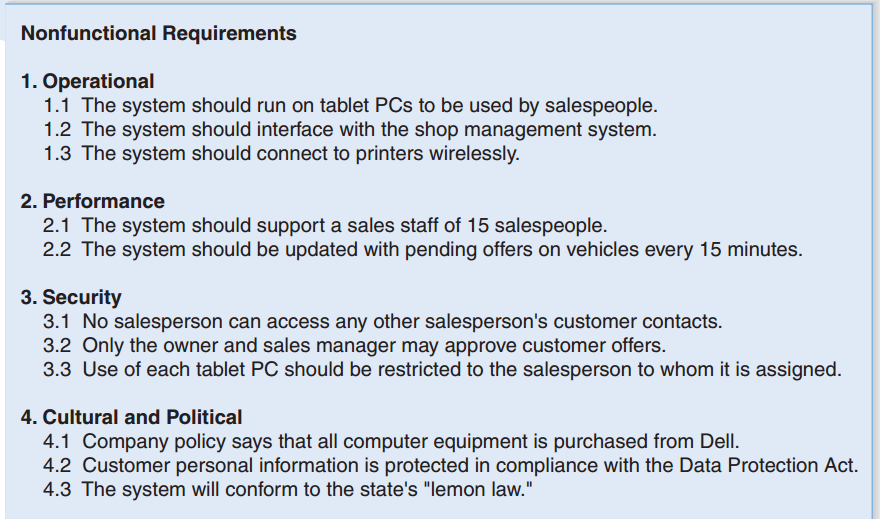 Nonfunctional Requirements
1. Operational
1.1 The system should run on tablet PCs to be used by salespeople.
1.2 The system should interface with the shop management system.
1.3 The system should connect to printers wirelessly.
2. Performance
2.1 The system should support a sales staff of 15 salespeople.
2.2 The system should be updated with pending offers on vehicles every 15 minutes.
3. Security
3.1 No salesperson can access any other salesperson's customer contacts.
3.2 Only the owner and sales manager may approve customer offers.
3.3 Use of each tablet PC should be restricted to the salesperson to whom it is assigned.
4. Cultural and Political
4.1 Company policy says that all computer equipment is purchased from Dell.
4.2 Customer personal information is protected in compliance with the Data Protection Act.
4.3 The system will conform to the state's "lemon law."